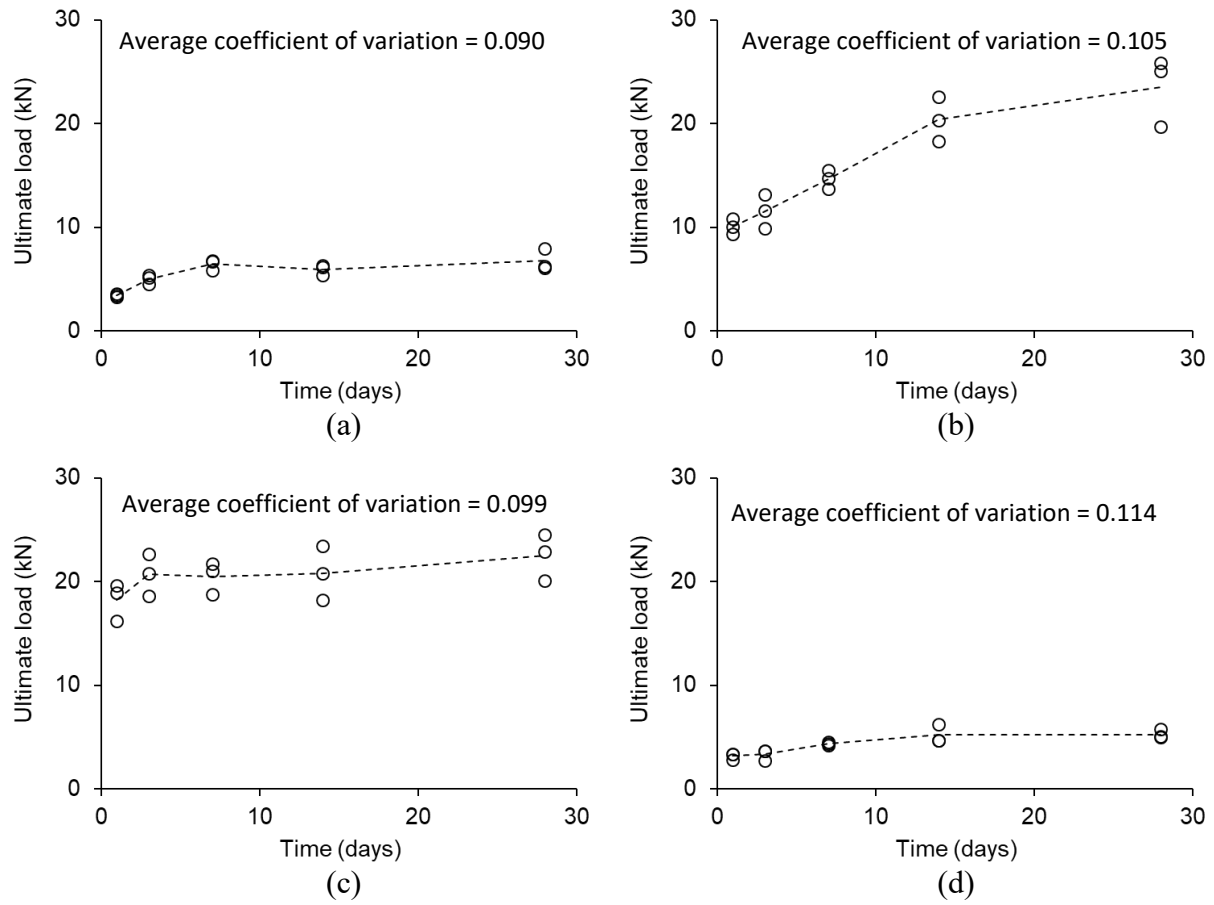 Average coefficient of variation = 0.090
30
20
10
0
Ultimate load (kN)
0 10 20 30
Time (days)
(a)
Average coefficient of variation = 0.105
30
20
10
0
Ultimate load (kN)
0 10 20 30
Time (days)
(b)
Average coefficient of variation = 0.099
30
20
10
0
Ultimate load (kN)
0 10 20 30
Time (days)
(c)
Average coefficient of variation = 0.114
30
20
10
0
Ultimate load (kN)
0 10 20 30
Time (days)
(d)